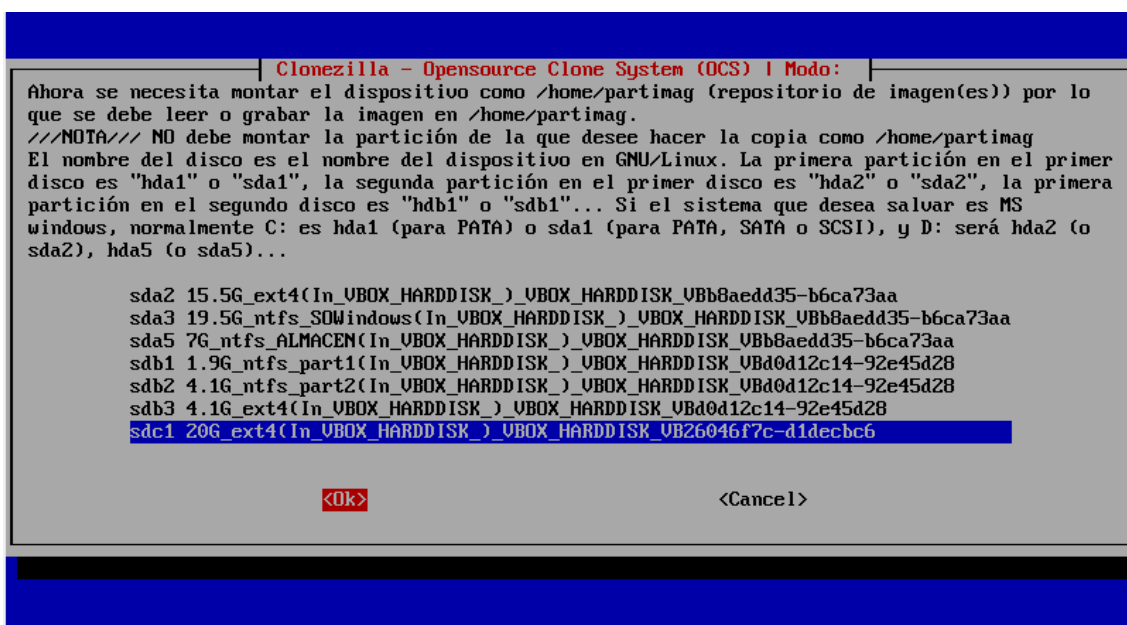 Clonezilla - Opensource Clone System (OCS) | Modo:
Ahora se necesita montar el dispositivo como /home/partimag (repositorio de imagen(es)) por lo
que se debe leer o grabar la imagen en /home/partimag.
///NOTA/// NO debe montar la partición de la que desee hacer la copia como /home/partimag
El nombre del disco es el nombre del dispositivo en GNU/Linux. La primera partición en el primer
disco es "hda1" o "sda1", la segunda partición en el primer disco es "hda2" o "sda2", la primera
partición en el segundo disco es "hdb1" o "sdb1"... Si el sistema que desea salvar es MS
windows, normalmente C: es hda1 (para PATA) o sda1 (para PATA, SATA o SCSI), y D: será hda2 (o
sda2), hda5 (o sda5)...
sda2 15.5G_ext4(In_VBOX_HARDDISK_)_VBOX_HARDDISK_VBb8aedd35-b6ca73aa
sda3 19.5G_ntfs_SOWindows(In_VBOX_HARDDISK_)_VBOX_HARDDISK_VBb8aedd35-b6ca73aa
sda5 7G_ntfs_ALMACEN(In_VBOX_HARDDISK_)_VBOX_HARDDISK_VBb8aedd35-b6ca73aa
sdb1 1.9G_ntfs_part1(In_VBOX_HARDDISK_)_VBOX_HARDDISK_VBd0d12c14-92e45d28
sdb2 4.1G_ntfs_part2(In_VBOX_HARDDISK_)_VBOX_HARDDISK_VBd0d12c14-92e45d28
sdb3 4.1G_ext4(In_VBOX_HARDDISK_)_VBOX_HARDDISK_VBd0d12c14-92e45d28
sdc1 20G_ext4(In_VBOX_HARDDISK_)_VBOX_HARDDISK_VB26046f7c-d1decbc6
<Ok> <Cancel>